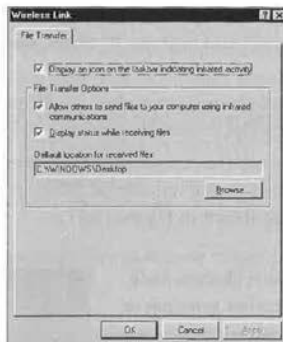 Wireless Link
File Transfer
Display an icon on the taskbar indicating infrared activity
File Transfer Options
Allow others to send files to your computer using infrared
communications
Display status while receiving files
Default location for received files
C:\WINDOWS\Desktop
Browse...
OK
Cancel
Apply